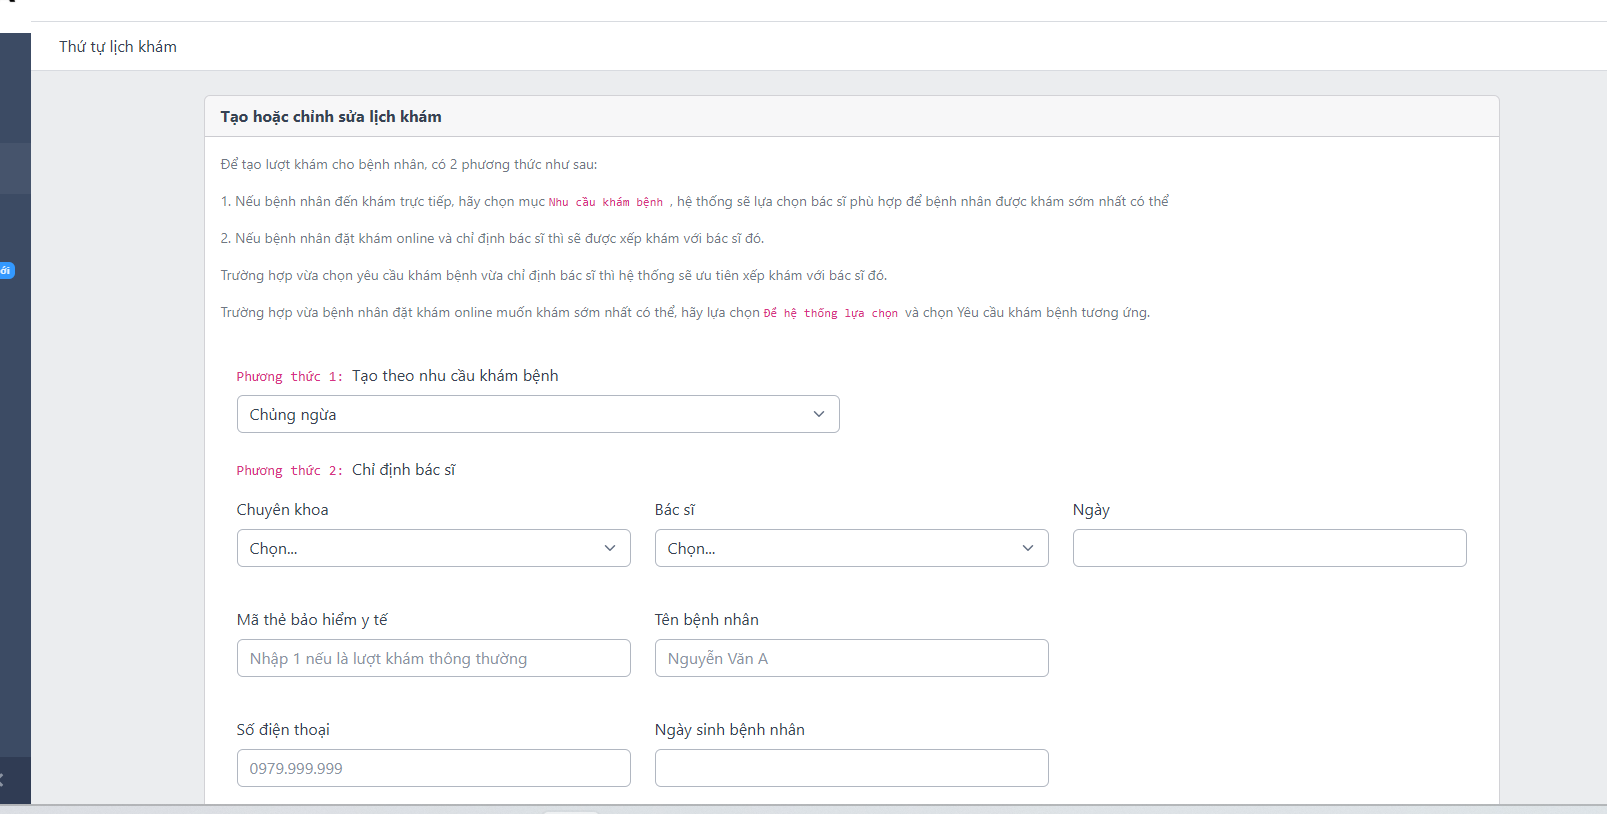 Thứ tự lịch khám
Tạo hoặc chỉnh sửa lịch khám
Để tạo lượt khám cho bệnh nhân, có 2 phương thức như sau:
1. Nếu bệnh nhân đến khám trực tiếp, hãy chọn mục Nhu cầu khám bệnh , hệ thống sẽ lựa chọn bác sĩ phù hợp để bệnh nhân được khám sớm nhất có thể
2. Nếu bệnh nhân đặt khám online và chỉ định bác sĩ thì sẽ được xếp khám với bác sĩ đó.
Trường hợp vừa chọn yêu cầu khám bệnh vừa chỉ định bác sĩ thì hệ thống sẽ ưu tiên xếp khám với bác sĩ đó.
Trường hợp vừa bệnh nhân đặt khám online muốn khám sớm nhất có thể, hãy lựa chọn Để hệ thống lựa chọn và chọn Yêu cầu khám bệnh tương ứng.
Phương thức 1: Tạo theo nhu cầu khám bệnh
Chủng ngừa
Phương thức 2: Chỉ định bác sĩ
Chuyên khoa Bác sĩ Ngày
Chọn... Chọn...
Mã thẻ bảo hiểm y tế Tên bệnh nhân
Nhập 1 nếu là lượt khám thông thường Nguyễn Văn A
Số điện thoại Ngày sinh bệnh nhân
0979.999.999